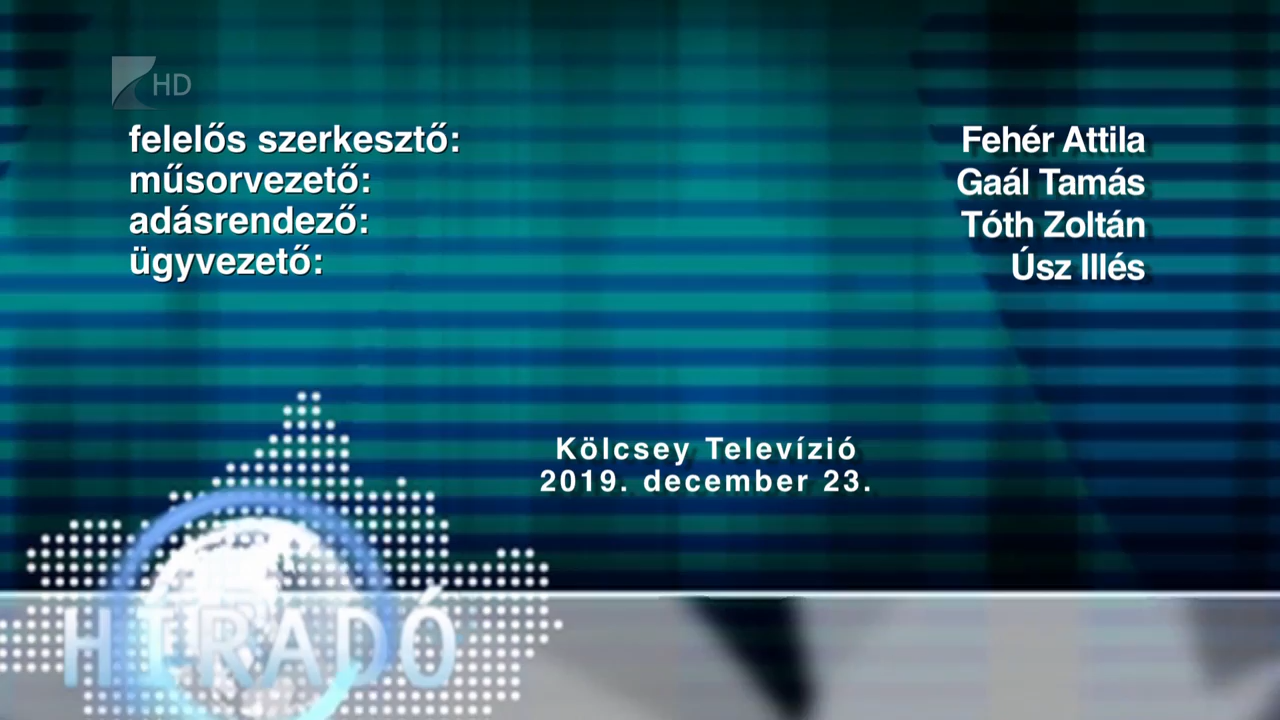 HD
felelős szerkesztő: Fehér Attila
műsorvezető: Gaál Tamás
adásrendező: Tóth Zoltán
ügyvezető: Úsz Illés
Kölcsey Televízió
2019. december 23.
HÍRADÓ